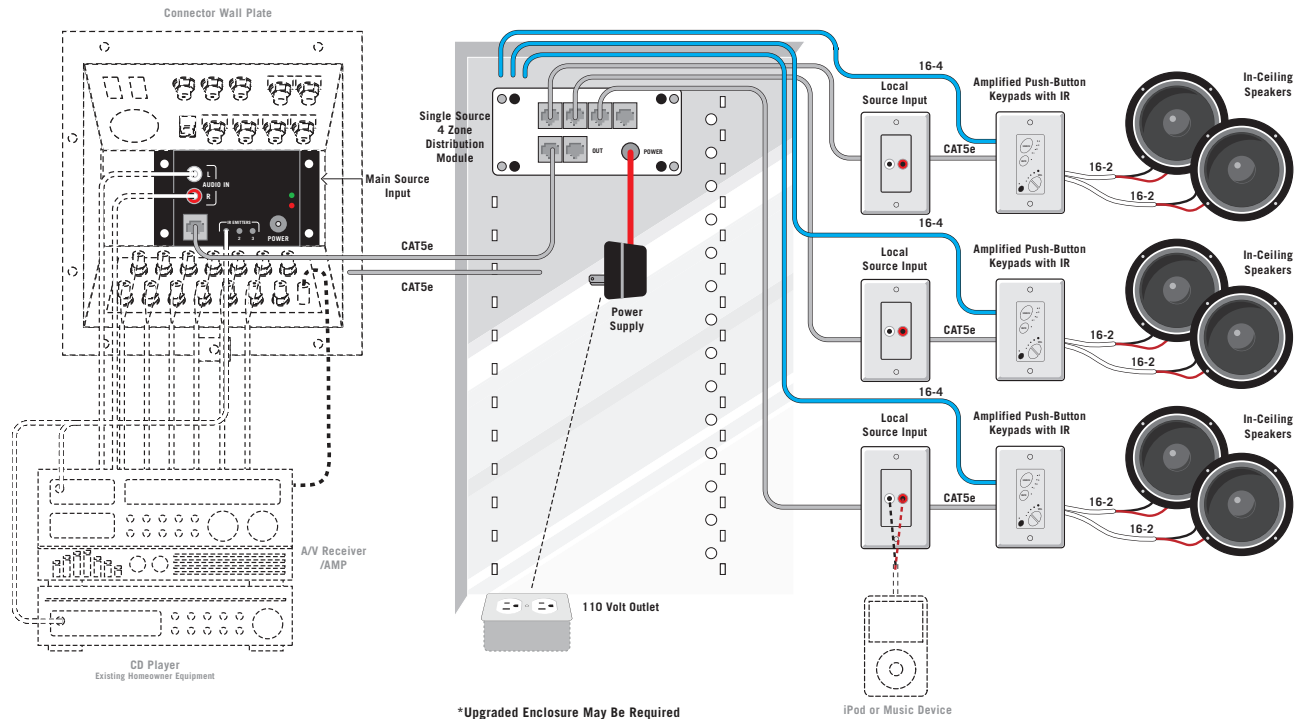 Connector Wall Plate
L
AUDIO IN
R
IR EMITTERS
2
3
POWER
Main Source
Input
CAT5e
CAT5e
A/V Receiver
/AMP
CD Player
Existing Homeowner Equipment
Single Source
4 Zone
Distribution
Module
OUT
POWER
Power
Supply
110 Volt Outlet
*Upgraded Enclosure May Be Required
16-4
Local
Source Input
Amplified Push-Button
Keypads with IR
In-Ceiling
Speakers
CAT5e
16-2
16-2
16-4
Local
Source Input
Amplified Push-Button
Keypads with IR
In-Ceiling
Speakers
CAT5e
16-2
16-2
16-4
Local
Source Input
Amplified Push-Button
Keypads with IR
In-Ceiling
Speakers
CAT5e
16-2
16-2
iPod or Music Device